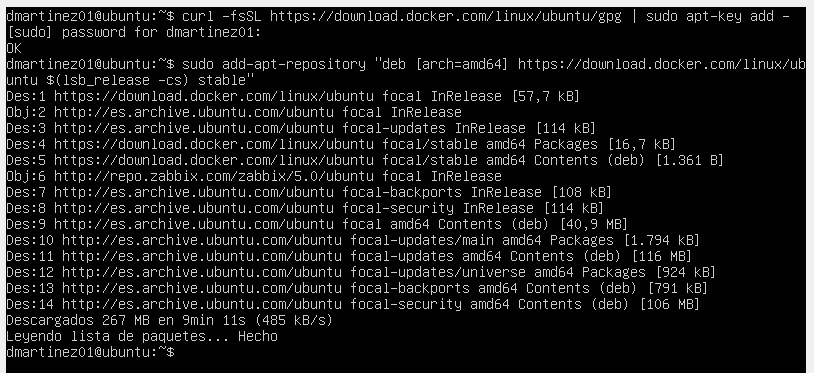 dmartinez01@ubuntu:~$ curl -fsSL https://download.docker.com/linux/ubuntu/gpg | sudo apt-key add -
[sudo] password for dmartinez01:
OK
dmartinez01@ubuntu:~$ sudo add-apt-repository "deb [arch=amd64] https://download.docker.com/linux/ub
untu $(lsb_release -cs) stable"
Des:1 https://download.docker.com/linux/ubuntu focal InRelease [57,7 kB]
Obj:2 http://es.archive.ubuntu.com/ubuntu focal InRelease
Des:3 http://es.archive.ubuntu.com/ubuntu focal-updates InRelease [114 kB]
Des:4 https://download.docker.com/linux/ubuntu focal/stable amd64 Packages [16,7 kB]
Des:5 https://download.docker.com/linux/ubuntu focal/stable amd64 Contents (deb) [1.361 B]
Obj:6 http://repo.zabbix.com/zabbix/5.0/ubuntu focal InRelease
Des:7 http://es.archive.ubuntu.com/ubuntu focal-backports InRelease [108 kB]
Des:8 http://es.archive.ubuntu.com/ubuntu focal-security InRelease [114 kB]
Des:9 http://es.archive.ubuntu.com/ubuntu focal amd64 Contents (deb) [40,9 MB]
Des:10 http://es.archive.ubuntu.com/ubuntu focal-updates/main amd64 Packages [1.794 kB]
Des:11 http://es.archive.ubuntu.com/ubuntu focal-updates amd64 Contents (deb) [116 MB]
Des:12 http://es.archive.ubuntu.com/ubuntu focal-updates/universe amd64 Packages [924 kB]
Des:13 http://es.archive.ubuntu.com/ubuntu focal-backports amd64 Contents (deb) [791 kB]
Des:14 http://es.archive.ubuntu.com/ubuntu focal-security amd64 Contents (deb) [106 MB]
Descargados 267 MB en 9min 11s (485 kB/s)
Leyendo lista de paquetes... Hecho
dmartinez01@ubuntu:~$